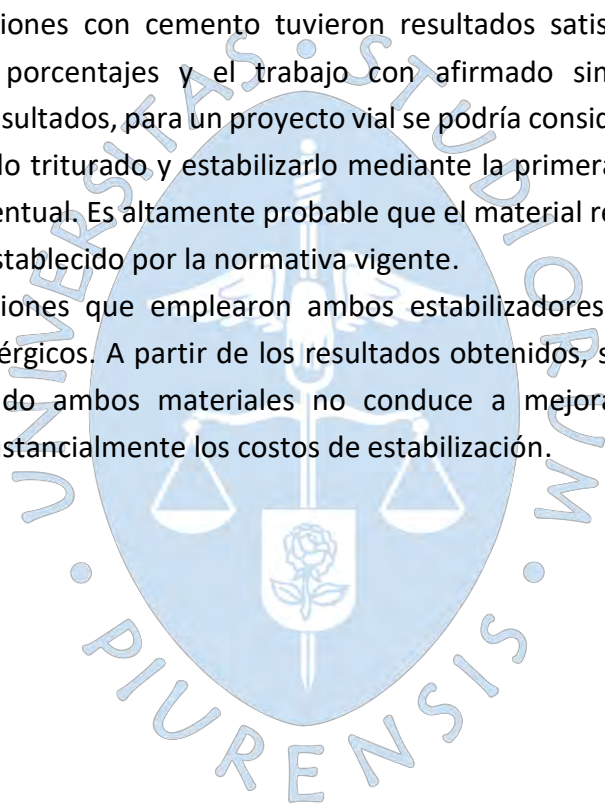 iones con cemento tuvieron resultados satis
porcentajes y el trabajo con afirmado sin
sultados, para un proyecto vial se podría consid
lo triturado y estabilizarlo mediante la primera
entual. Es altamente probable que el material re
stablecido por la normativa vigente.
iones que emplearon ambos estabilizadores
érgicos. A partir de los resultados obtenidos, s
do ambos materiales no conduce a mejora
stancialmente los costos de estabilización.
UNIVERSITAS • STUDIORUM • PIURENSIS •